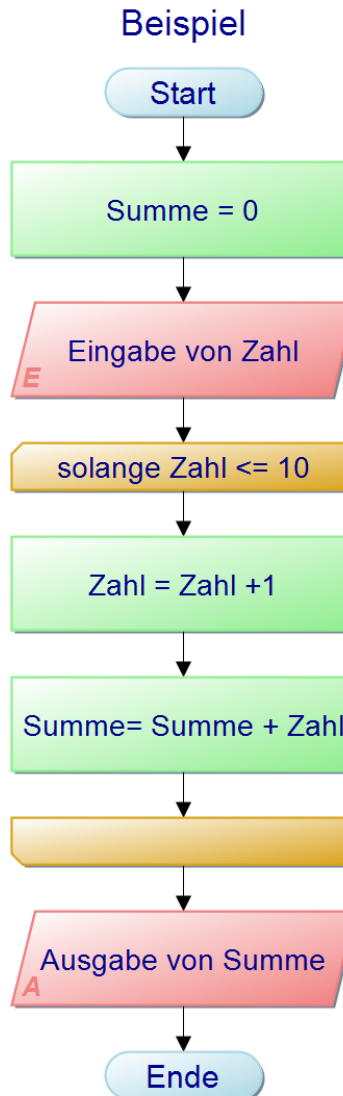 Beispiel
Start
Summe = 0
Eingabe von Zahl
E
solange Zahl <= 10
Zahl = Zahl +1
Summe= Summe + Zahl
Ausgabe von Summe
A
Ende